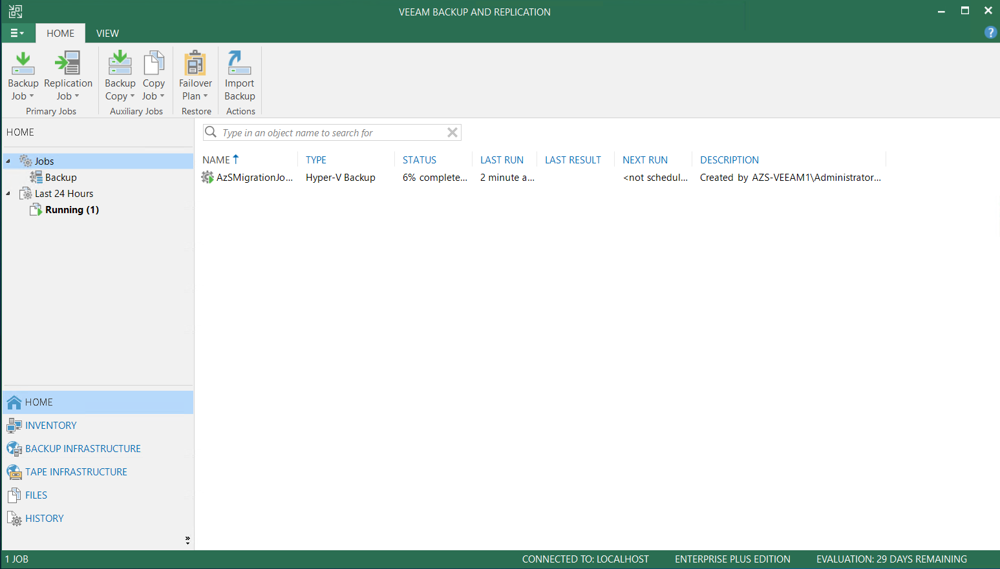 VEEAM BACKUP AND REPLICATION
HOME VIEW
?
Backup Job
Replication Job
Primary Jobs
Backup Copy
Copy Job
Auxiliary Jobs
Failover Plan
Restore
Import Backup
Actions
HOME
Jobs
Backup
Last 24 Hours
Running (1)
HOME
INVENTORY
BACKUP INFRASTRUCTURE
TAPE INFRASTRUCTURE
FILES
HISTORY
Type in an object name to search for
NAME TYPE STATUS LAST RUN LAST RESULT NEXT RUN DESCRIPTION
AzSMigrationJo... Hyper-V Backup 6% complete... 2 minute a... <not schedul... Created by AZS-VEEAM1\Administrator...
1 JOB CONNECTED TO: LOCALHOST ENTERPRISE PLUS EDITION EVALUATION: 29 DAYS REMAINING